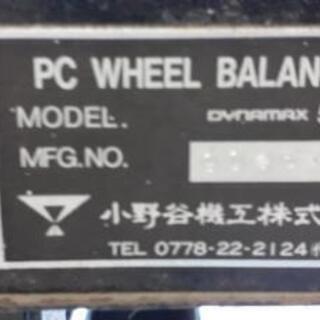 PC WHEEL BALAN
MODEL. DYNAMAX
MFG.NO.
小野谷機工株式
TEL 0778-22-2124